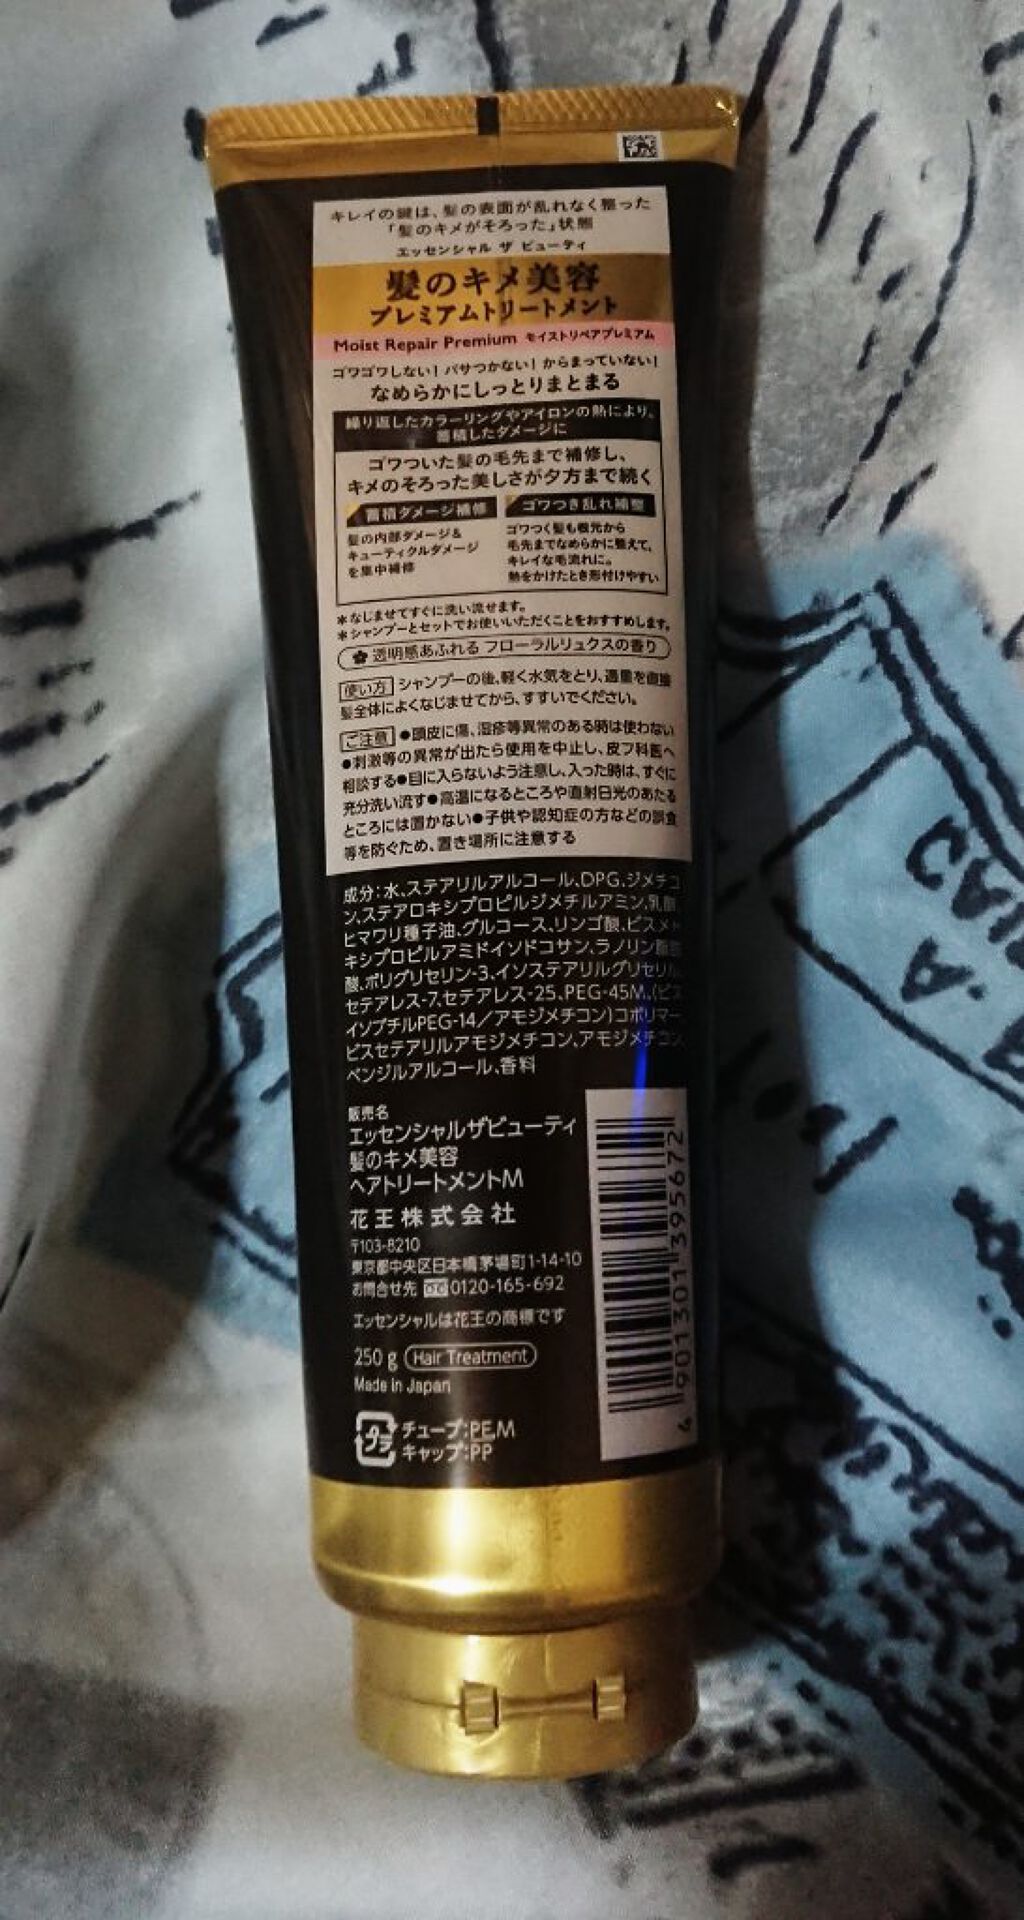 キレイの鍵は、髪の表面が乱れなく整った
「髪のキメがそろった」状態
エッセンシャル ザ ビューティ
髪のキメ美容
プレミアムトリートメント
Moist Repair Premium モイストリペアプレミアム
ゴワゴワしない! パサつかない! からまっていない!
なめらかにしっとりまとまる
繰り返したカラーリングやアイロンの熱により、
蓄積したダメージに
ゴワついた髪の毛先まで補修し、
キメのそろった美しさが夕方まで続く
蓄積ダメージ補修
髪の内部ダメージ&
キューティクルダメージ
を集中補修
ゴワつき乱れ補整
ゴワつく髪も根元から
毛先までなめらかに整えて、
キレイな毛流れに。
熱をかけたとき形付けやすい
*なじませてすぐに洗い流せます。
*シャンプーとセットでお使いいただくことをおすすめします。
透明感あふれる フローラルリュクスの香り
使い方 シャンプーの後、軽く水気をとり、適量を直接
髪全体によくなじませてから、すすいでください。
ご注意 ●頭皮に傷、湿疹等異常のある時は使わない
●刺激等の異常が出たら使用を中止し、皮フ科医へ
相談する●目に入らないよう注意し、入った時は、すぐに
充分洗い流す●高温になるところや直射日光のあたる
ところには置かない●子供や認知症の方などの誤食
等を防ぐため、置き場所に注意する
成分:水、ステアリルアルコール、DPG、ジメチコ
ン、ステアロキシプロピルジメチルアミン、乳酸、
ヒマワリ種子油、グルコース、リンゴ酸、ビスメト
キシプロピルアミドイソドコサン、ラノリン脂肪
酸、ポリグリセリン-3、イソステアリルグリセリル、
セテアレス-7、セテアレス-25、PEG-45M、(ビス
イソブチルPEG-14/アモジメチコン)コポリマー、
ビスセテアリルアモジメチコン、アモジメチコン、
ベンジルアルコール、香料
販売名
エッセンシャルザビューティ
髪のキメ美容
ヘアトリートメントM
花王株式会社
〒103-8210
東京都中央区日本橋茅場町1-14-10
お問合せ先 0120-165-692
エッセンシャルは花王の商標です
250g Hair Treatment
Made in Japan
プラ チューブ:PE,M
キャップ:PP
4901301395672